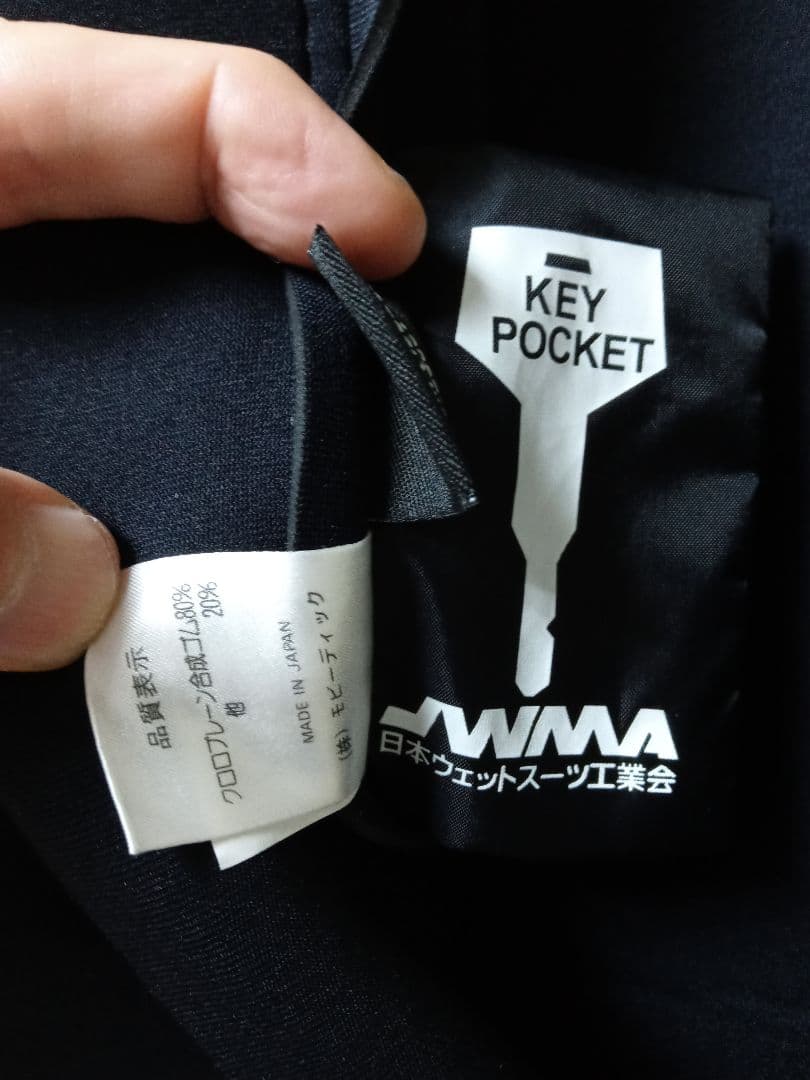 KEY
POCKET
JWMA
日本ウェットスーツ工業会
品質表示
クロロプレーン合成ゴム80%
他 20%
MADE IN JAPAN
(株)モビーディック